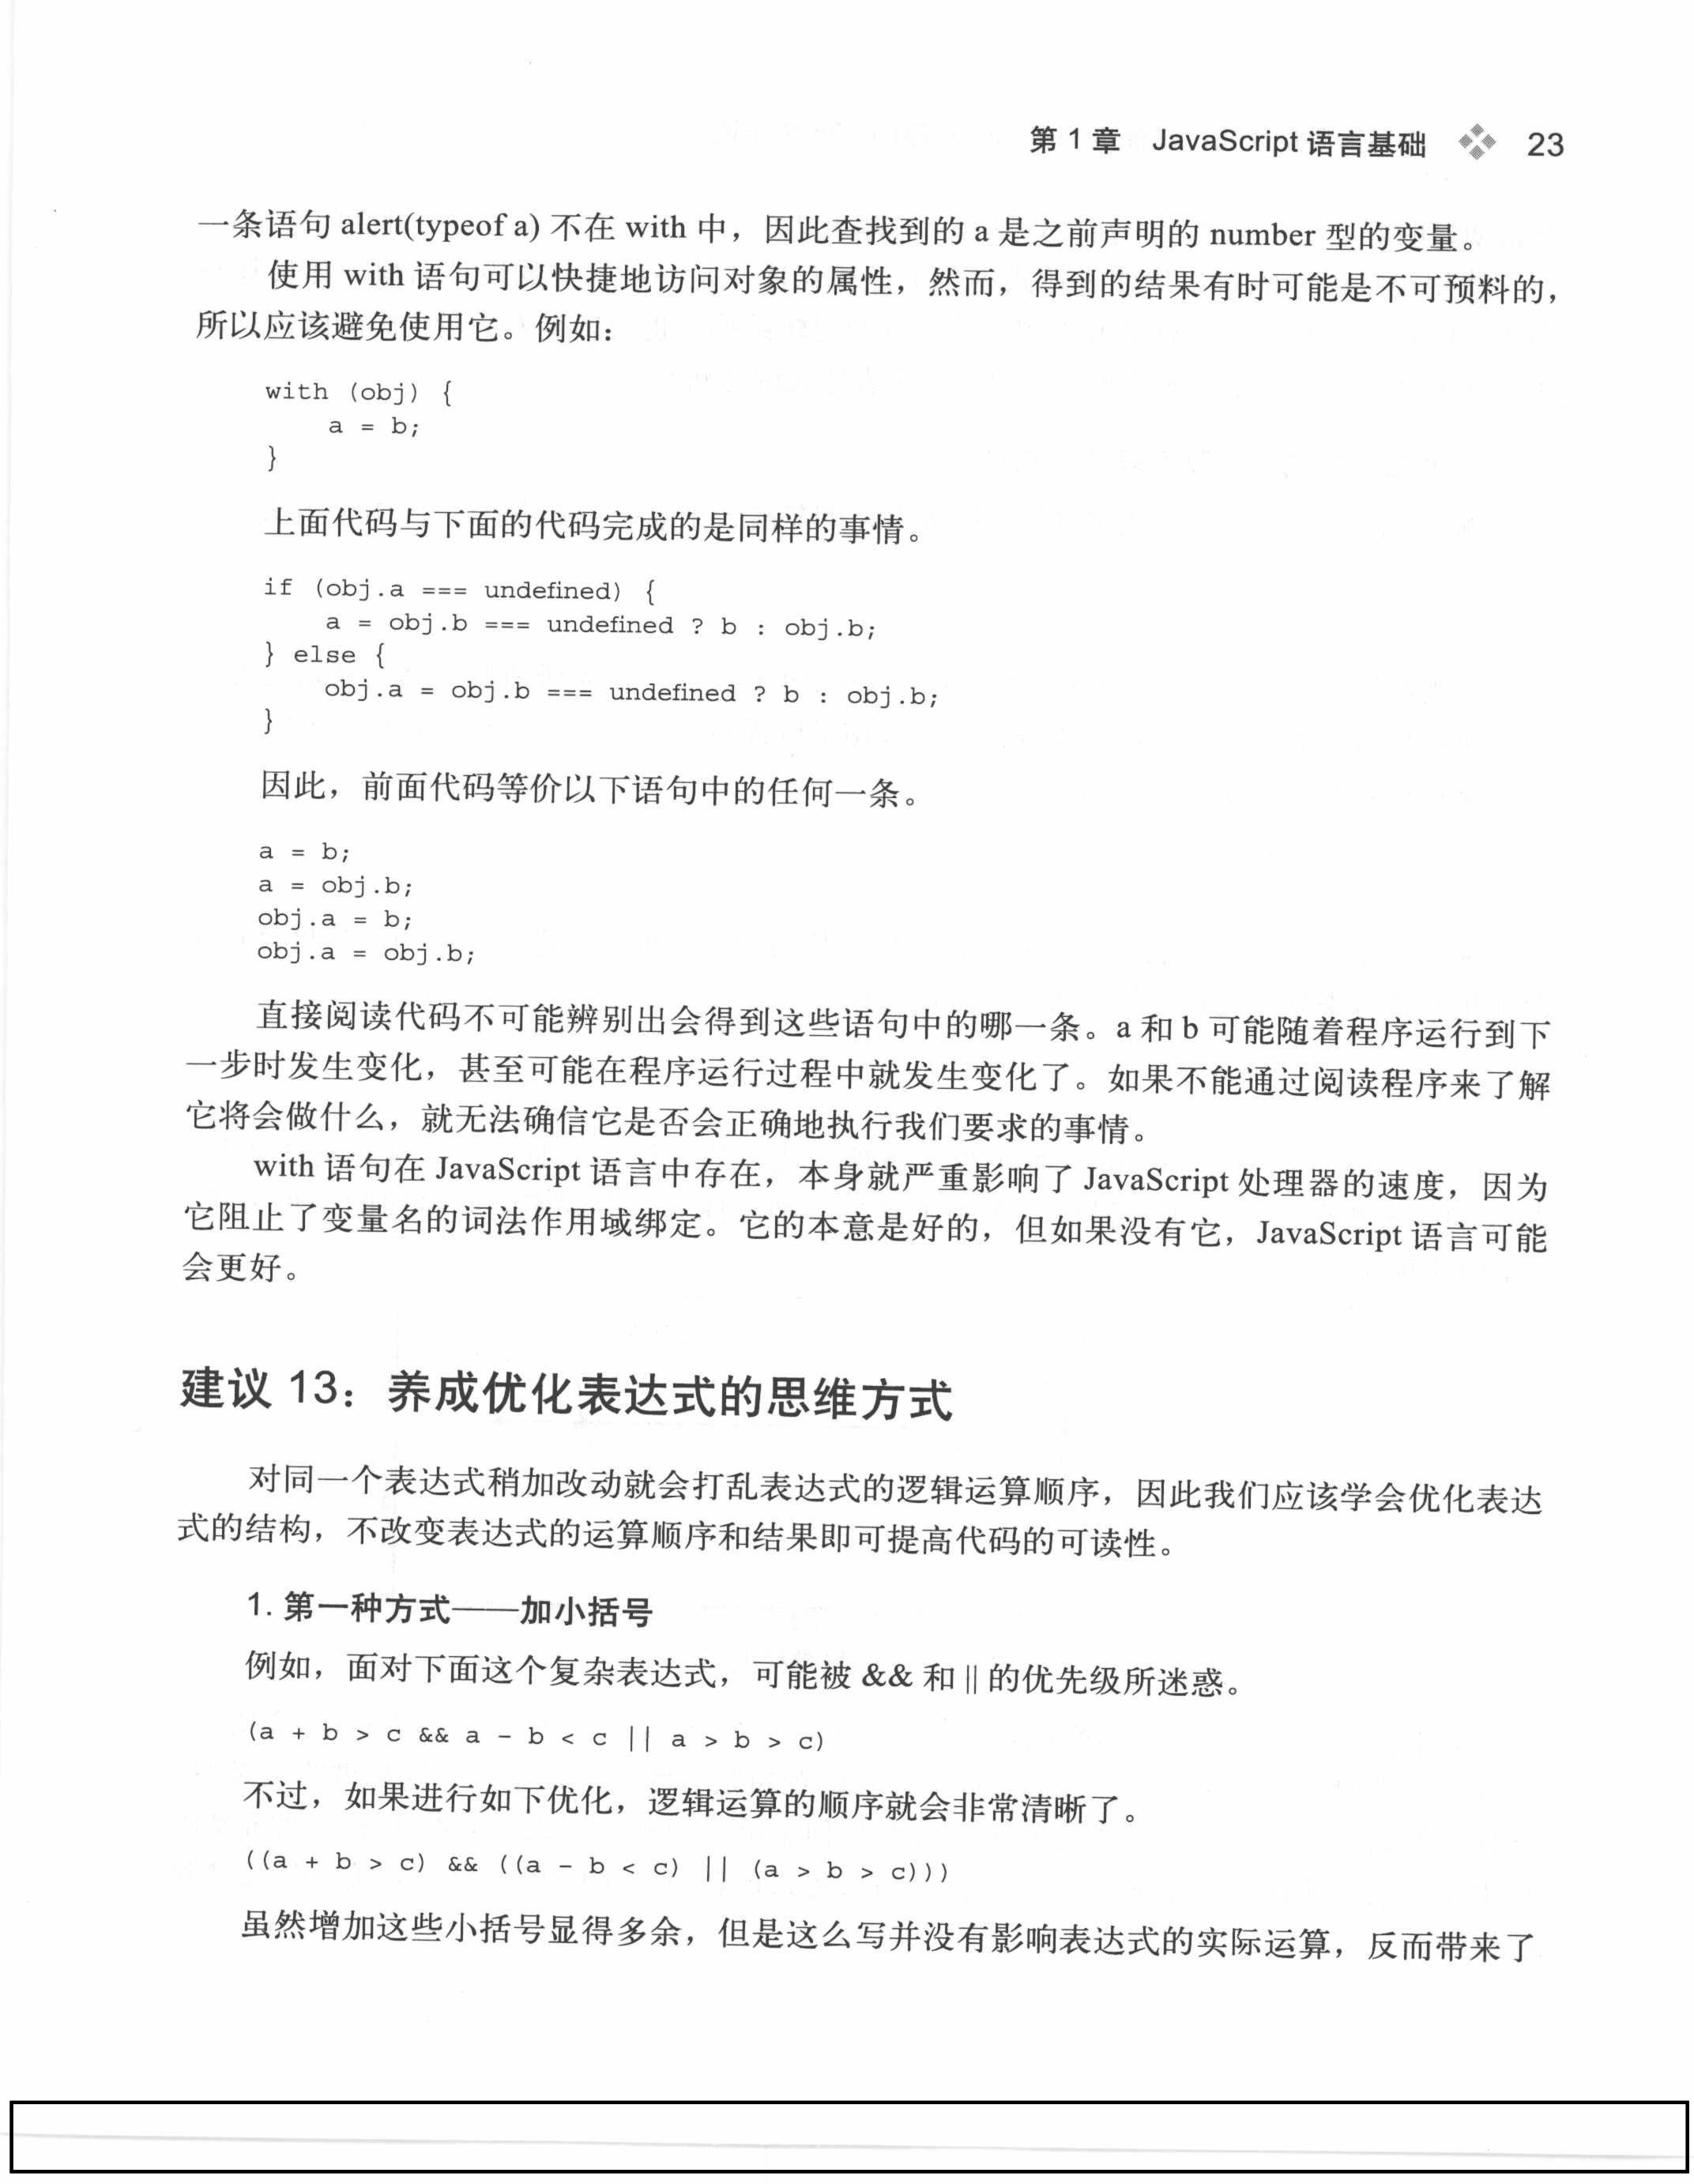 第 1 章 JavaScript 语言基础 23
一条语句 alert(typeof a) 不在 with 中，因此查找到的 a 是之前声明的 number 型的变量。
使用 with 语句可以快捷地访问对象的属性，然而，得到的结果有时可能是不可预料的，
所以应该避免使用它。例如：
with (obj) {
    a = b;
}
上面代码与下面的代码完成的是同样的事情。
if (obj.a === undefined) {
    a = obj.b === undefined ? b : obj.b;
} else {
    obj.a = obj.b === undefined ? b : obj.b;
}
因此，前面代码等价以下语句中的任何一条。
a = b;
a = obj.b;
obj.a = b;
obj.a = obj.b;
直接阅读代码不可能辨别出会得到这些语句中的哪一条。a 和 b 可能随着程序运行到下
一步时发生变化，甚至可能在程序运行过程中就发生变化了。如果不能通过阅读程序来了解
它将会做什么，就无法确信它是否会正确地执行我们要求的事情。
with 语句在 JavaScript 语言中存在，本身就严重影响了 JavaScript 处理器的速度，因为
它阻止了变量名的词法作用域绑定。它的本意是好的，但如果没有它，JavaScript 语言可能
会更好。
建议 13：养成优化表达式的思维方式
对同一个表达式稍加改动就会打乱表达式的逻辑运算顺序，因此我们应该学会优化表达
式的结构，不改变表达式的运算顺序和结果即可提高代码的可读性。
1. 第一种方式——加小括号
例如，面对下面这个复杂表达式，可能被 && 和 || 的优先级所迷惑。
(a + b > c && a - b < c || a > b > c)
不过，如果进行如下优化，逻辑运算的顺序就会非常清晰了。
((a + b > c) && ((a - b < c) || (a > b > c)))
虽然增加这些小括号显得多余，但是这么写并没有影响表达式的实际运算，反而带来了